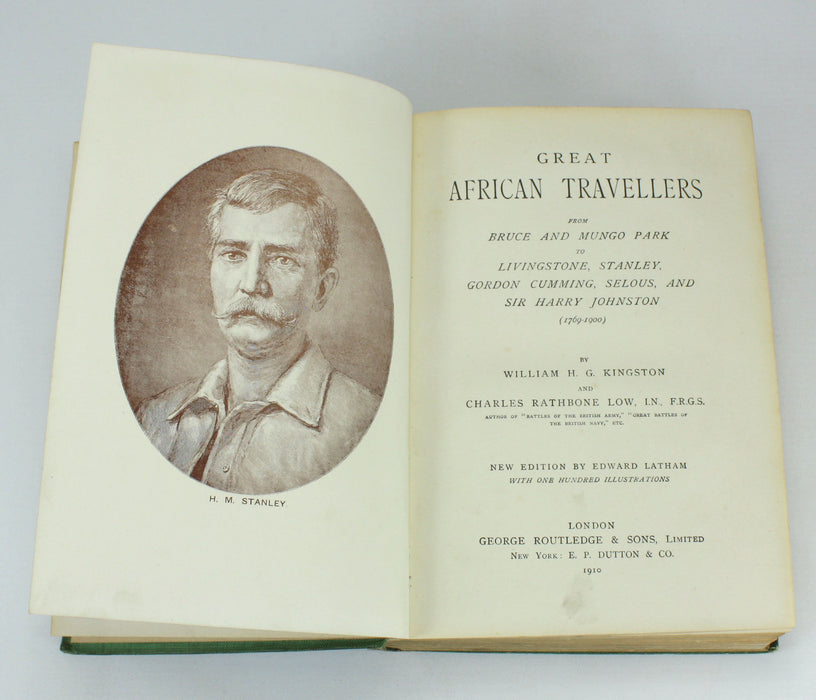 H. M. STANLEY.
GREAT
AFRICAN TRAVELLERS
FROM
BRUCE AND MUNGO PARK
TO
LIVINGSTONE, STANLEY,
GORDON CUMMING, SELOUS, AND
SIR HARRY JOHNSTON
(1769-1900)
BY
WILLIAM H. G. KINGSTON
AND
CHARLES RATHBONE LOW, I.N., F.R.G.S.
AUTHOR OF "BATTLES OF THE BRITISH ARMY," "GREAT BATTLES OF
THE BRITISH NAVY," ETC.
NEW EDITION BY EDWARD LATHAM
WITH ONE HUNDRED ILLUSTRATIONS
LONDON
GEORGE ROUTLEDGE & SONS, LIMITED
NEW YORK: E. P. DUTTON & CO.
1910